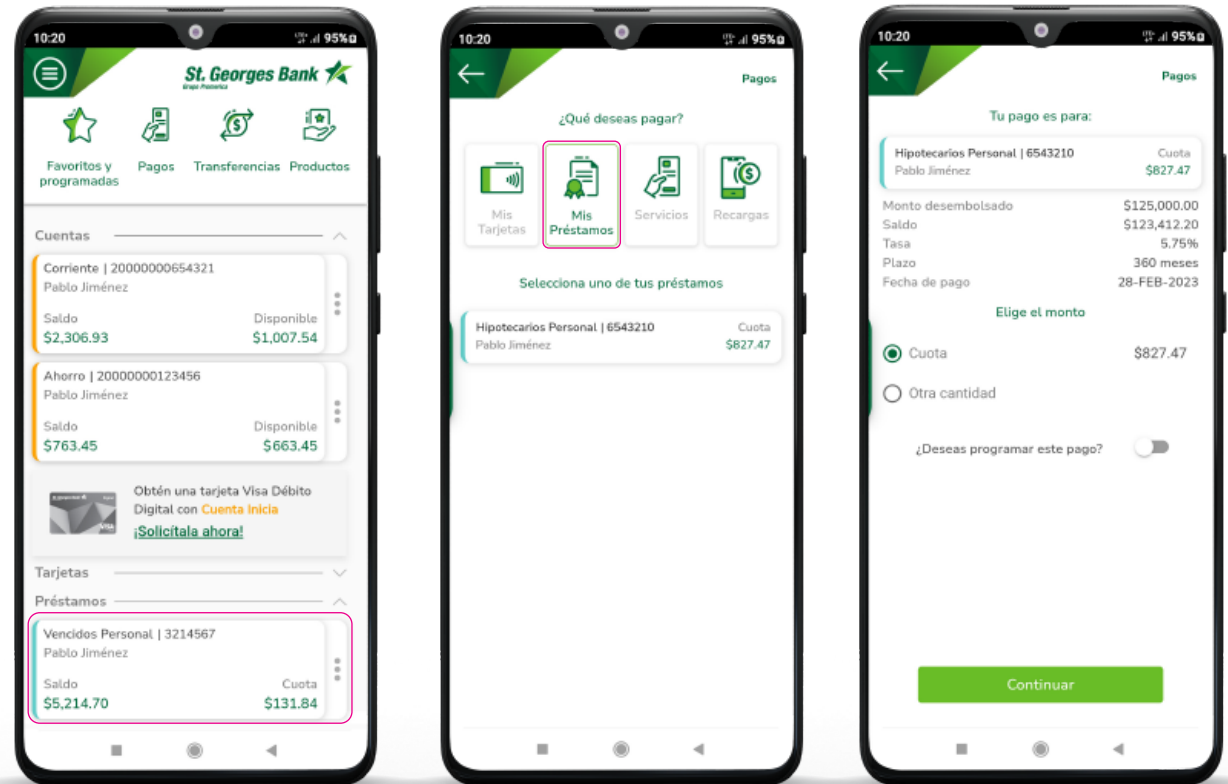 10:20
95%
St. Georges Bank
Grupo Promerica
Favoritos y
programadas
Pagos
Transferencias
Productos
Cuentas
Corriente | 20000000654321
Pablo Jiménez
Saldo Disponible
$2,306.93 $1,007.54
Ahorro | 20000000123456
Pablo Jiménez
Saldo Disponible
$763.45 $663.45
Obtén una tarjeta Visa Débito
Digital con Cuenta Inicia
¡Solicítala ahora!
VISA
Tarjetas
Préstamos
Vencidos Personal | 3214567
Pablo Jiménez
Saldo Cuota
$5,214.70 $131.84
10:20
95%
Pagos
¿Qué deseas pagar?
Mis
Tarjetas
Mis
Préstamos
Servicios
Recargas
Selecciona uno de tus préstamos
Hipotecarios Personal | 6543210 Cuota
Pablo Jiménez $827.47
10:20
95%
Pagos
Tu pago es para:
Hipotecarios Personal | 6543210 Cuota
Pablo Jiménez $827.47
Monto desembolsado $125,000.00
Saldo $123,412.20
Tasa 5.75%
Plazo 360 meses
Fecha de pago 28-FEB-2023
Elige el monto
Cuota $827.47
Otra cantidad
¿Deseas programar este pago?
Continuar